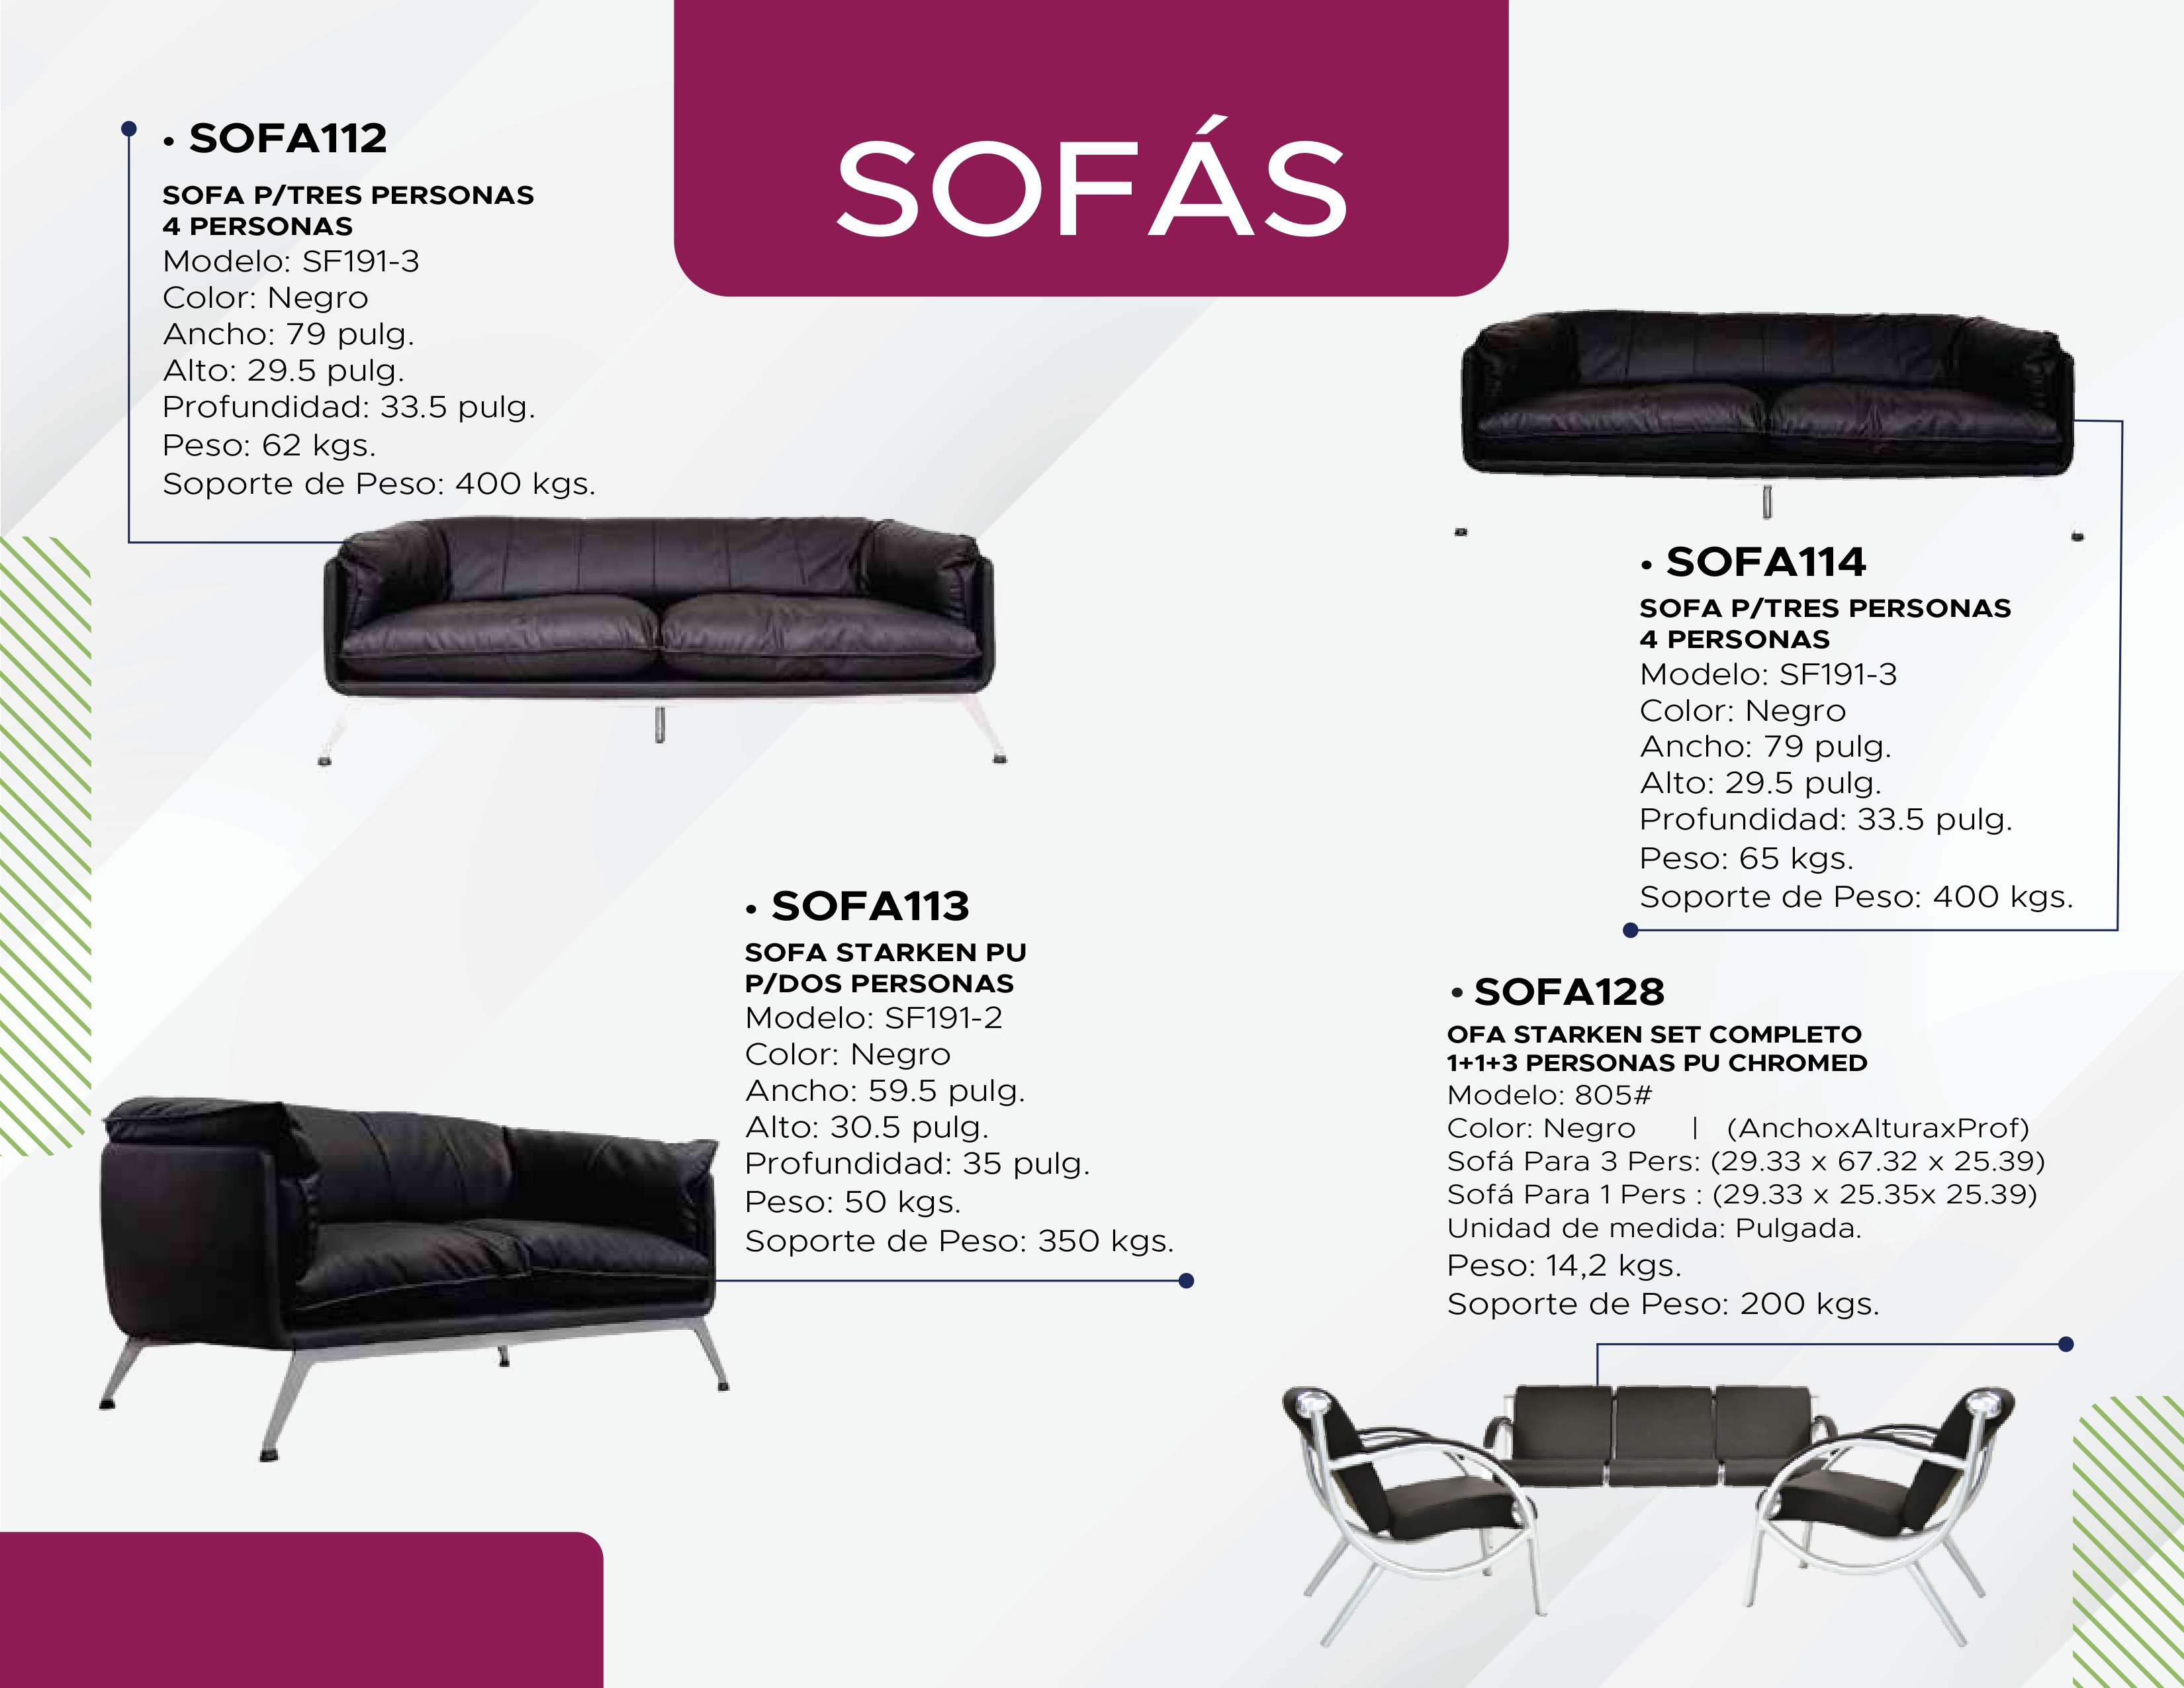 SOFÁS
• SOFA112
SOFA P/TRES PERSONAS
4 PERSONAS
Modelo: SF191-3
Color: Negro
Ancho: 79 pulg.
Alto: 29.5 pulg.
Profundidad: 33.5 pulg.
Peso: 62 kgs.
Soporte de Peso: 400 kgs.
• SOFA114
SOFA P/TRES PERSONAS
4 PERSONAS
Modelo: SF191-3
Color: Negro
Ancho: 79 pulg.
Alto: 29.5 pulg.
Profundidad: 33.5 pulg.
Peso: 65 kgs.
Soporte de Peso: 400 kgs.
• SOFA113
SOFA STARKEN PU
P/DOS PERSONAS
Modelo: SF191-2
Color: Negro
Ancho: 59.5 pulg.
Alto: 30.5 pulg.
Profundidad: 35 pulg.
Peso: 50 kgs.
Soporte de Peso: 350 kgs.
• SOFA128
OFA STARKEN SET COMPLETO
1+1+3 PERSONAS PU CHROMED
Modelo: 805#
Color: Negro | (AnchoxAlturaxProf)
Sofá Para 3 Pers: (29.33 x 67.32 x 25.39)
Sofá Para 1 Pers : (29.33 x 25.35x 25.39)
Unidad de medida: Pulgada.
Peso: 14,2 kgs.
Soporte de Peso: 200 kgs.